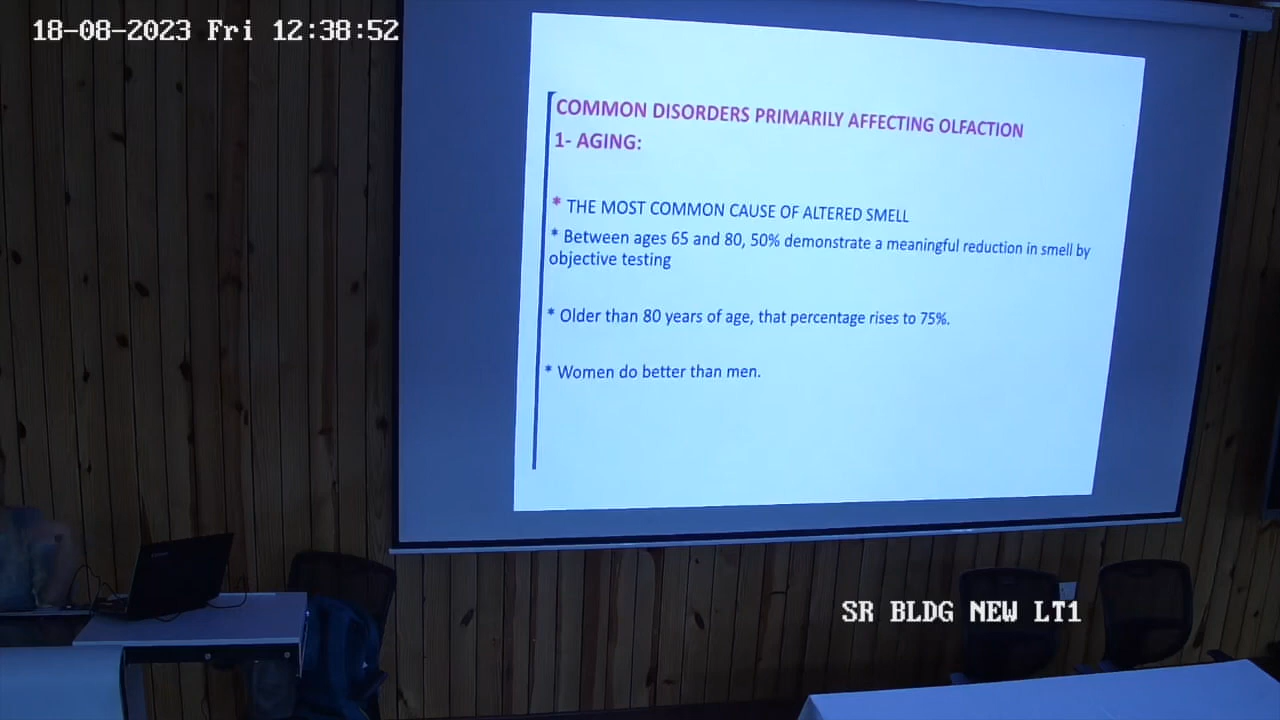 18-08-2023 Fri 12:38:52
COMMON DISORDERS PRIMARILY AFFECTING OLFACTION
1- AGING:
* THE MOST COMMON CAUSE OF ALTERED SMELL
* Between ages 65 and 80, 50% demonstrate a meaningful reduction in smell by
objective testing
* Older than 80 years of age, that percentage rises to 75%.
* Women do better than men.
SR BLDG NEW LT1